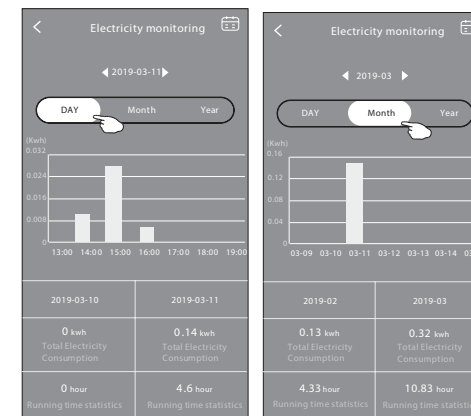 Electricity monitoring
2019-03-11
DAY Month Year
(Kwh)
0.032
0.024
0.016
0.008
0
13:00 14:00 15:00 16:00 17:00 18:00 19:00
2019-03-10 2019-03-11
0 kwh 0.14 kwh
Total Electricity Total Electricity
Consumption Consumption
0 hour 4.6 hour
Running time statistics Running time statistics
Electricity monitoring
2019-03
DAY Month Year
(Kwh)
0.16
0.12
0.08
0.04
0
03-09 03-10 03-11 03-12 03-13 03-14
2019-02 2019-03
0.13 kwh 0.32 kwh
Total Electricity Total Electricity
Consumption Consumption
4.33 hour 10.83 hour
Running time statistics Running time statistics